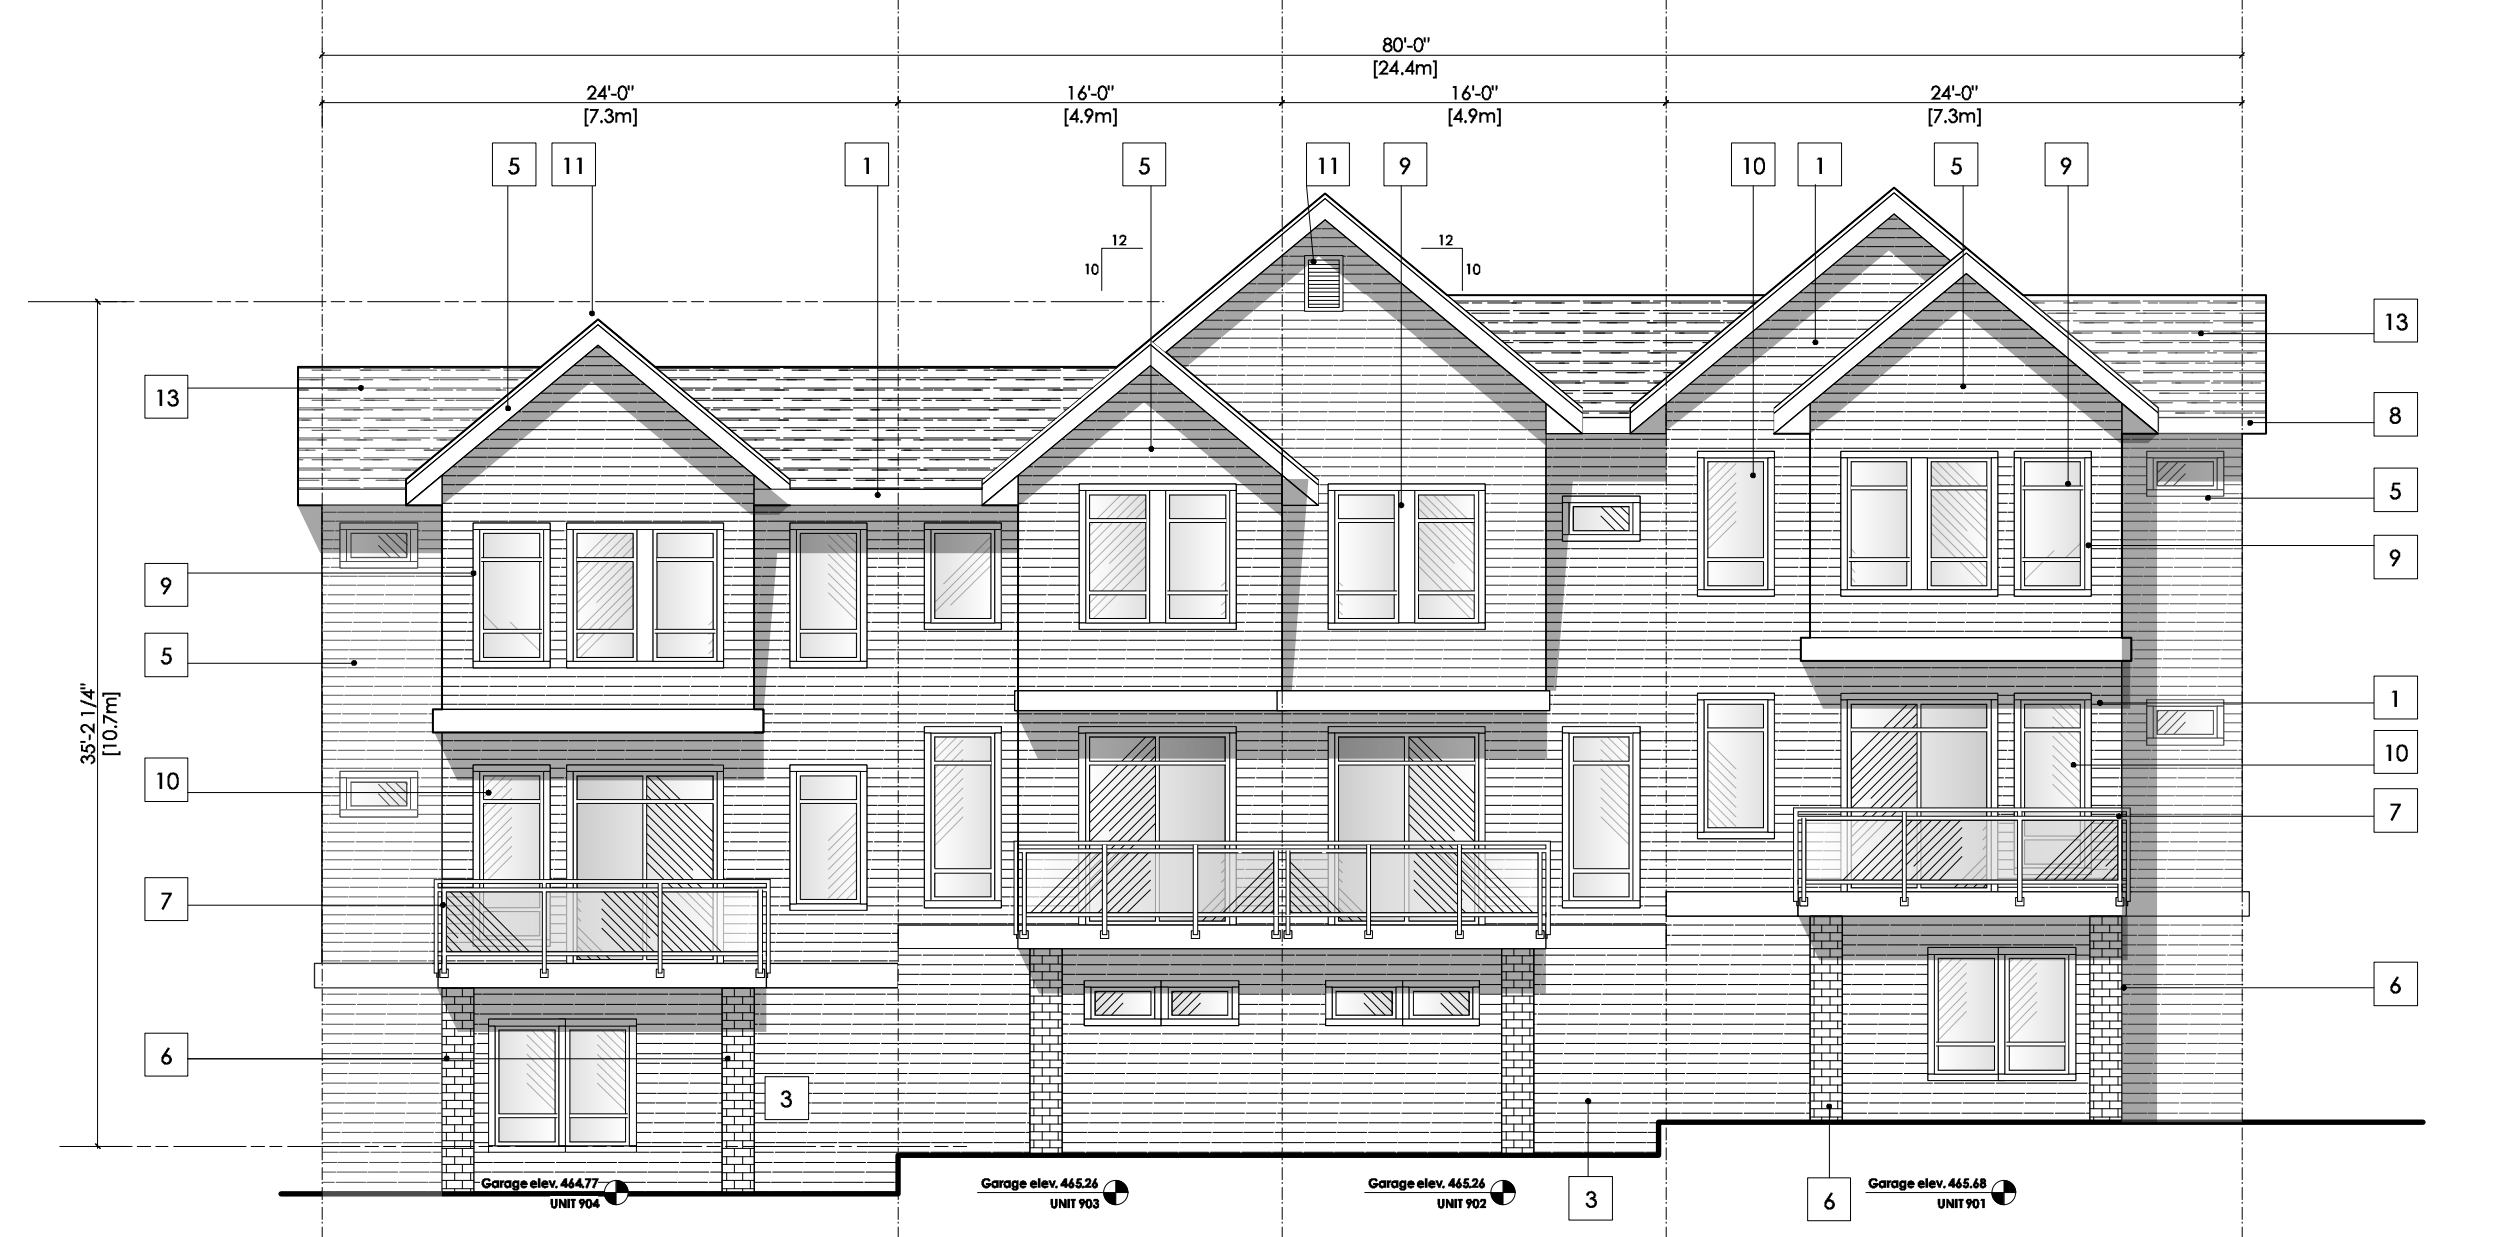 80'-0"
[24.4m]
24'-0" 16'-0" 16'-0" 24'-0"
[7.3m] [4.9m] [4.9m] [7.3m]
5 11 1 5 11 9 10 1 5 9
12 12
10 10
13
13
8
5
9
9
5
1
35'-2 1/4"
[10.7m]
10
10
7
7
6
6
3
Garage elev. 464.77
UNIT 904
Garage elev. 465.26
UNIT 903
Garage elev. 465.26
UNIT 902
3
6
Garage elev. 465.68
UNIT 901